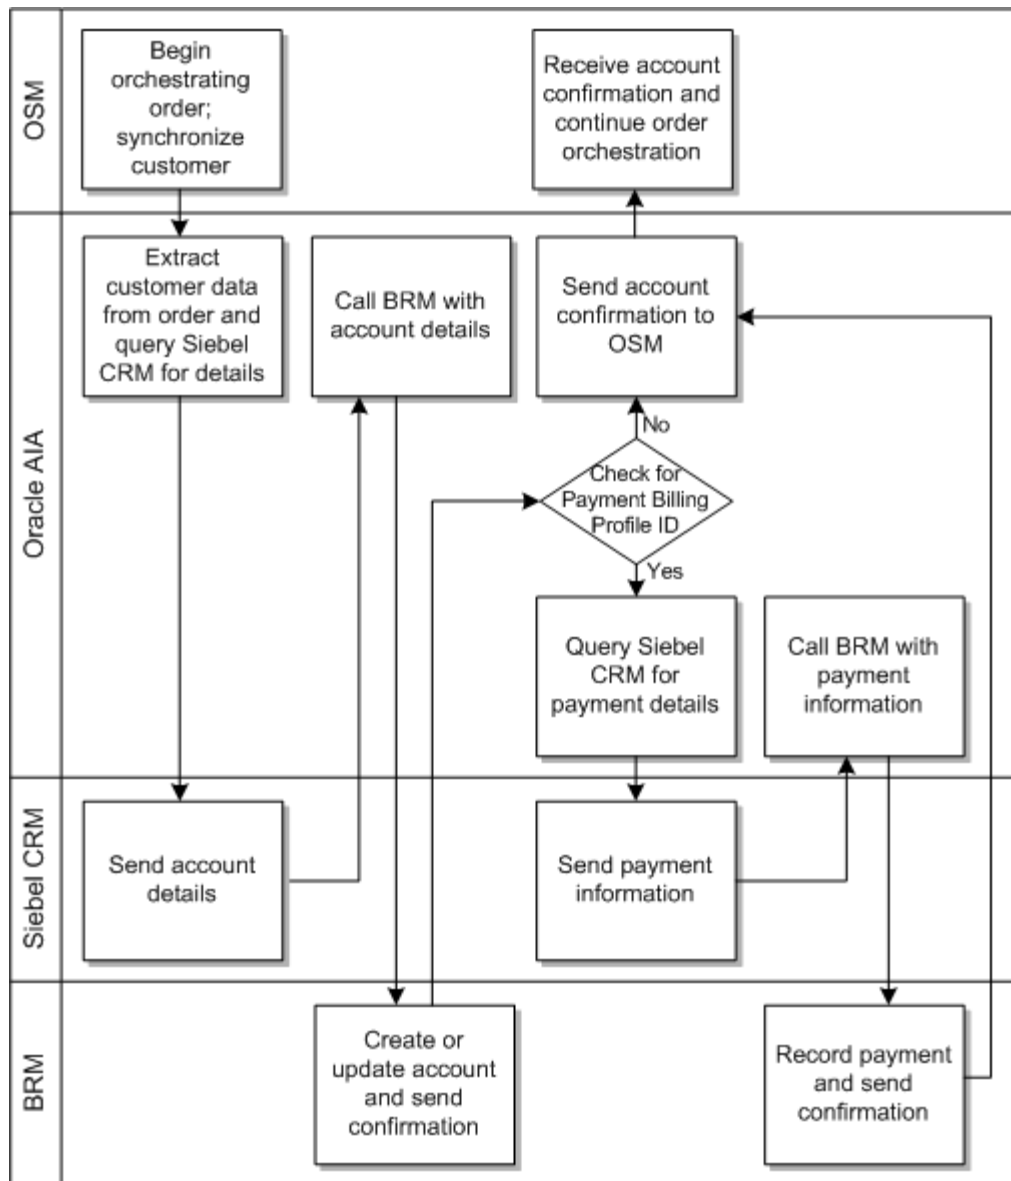 OSM
Begin
orchestrating
order;
synchronize
customer
Receive account
confirmation and
continue order
orchestration
Oracle AIA
Extract
customer data
from order and
query Siebel
CRM for details
Call BRM with
account details
Send account
confirmation to
OSM
No
Check for
Payment Billing
Profile ID
Yes
Query Siebel
CRM for
payment details
Call BRM with
payment
information
Siebel CRM
Send account
details
Send payment
information
BRM
Create or
update account
and send
confirmation
Record payment
and send
confirmation